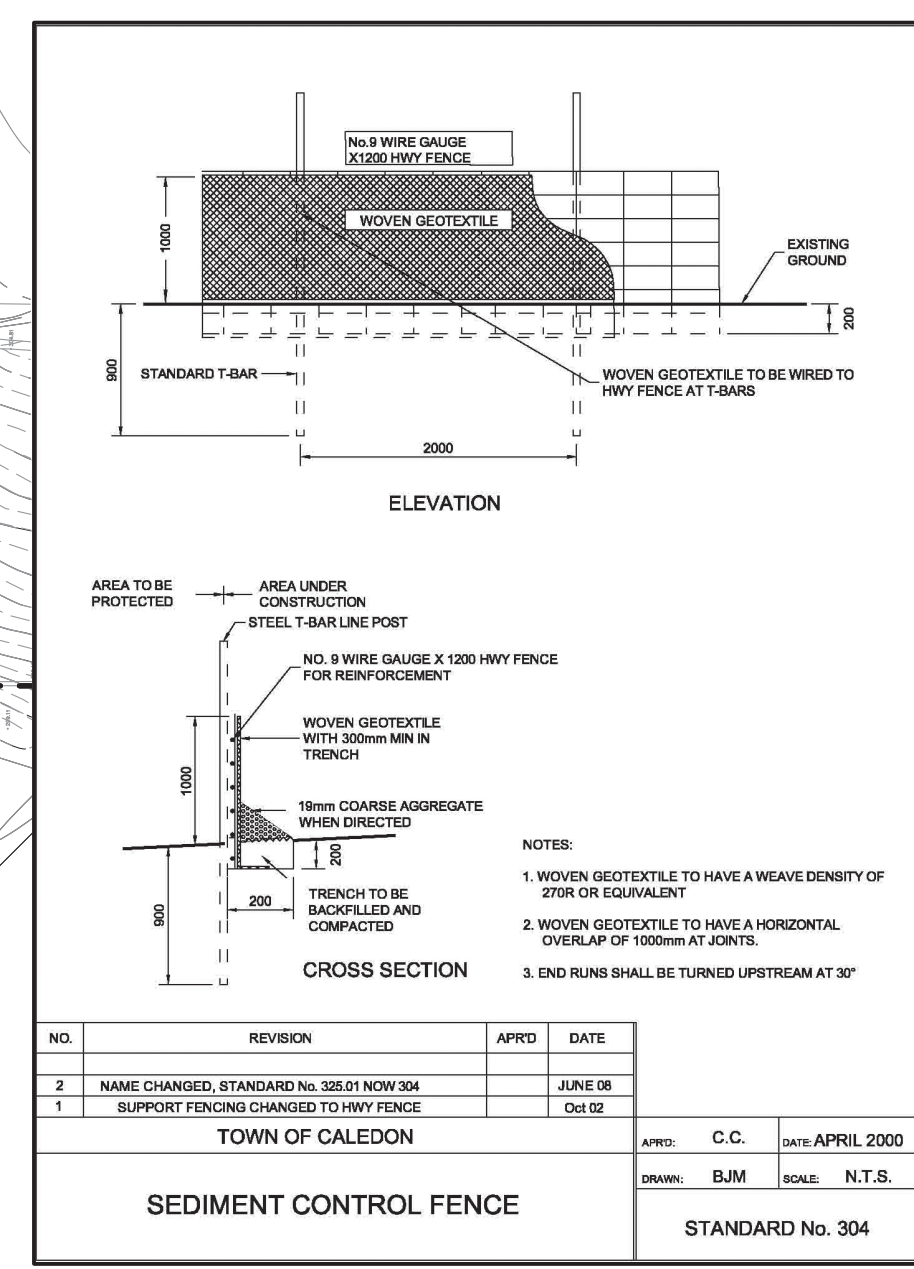 No.9 WIRE GAUGE
X1200 HWY FENCE
WOVEN GEOTEXTILE
1000
EXISTING
GROUND
200
900
STANDARD T-BAR
WOVEN GEOTEXTILE TO BE WIRED TO
HWY FENCE AT T-BARS
2000
ELEVATION
AREA TO BE
PROTECTED
AREA UNDER
CONSTRUCTION
STEEL T-BAR LINE POST
NO. 9 WIRE GAUGE X 1200 HWY FENCE
FOR REINFORCEMENT
WOVEN GEOTEXTILE
WITH 300mm MIN IN
TRENCH
1000
19mm COARSE AGGREGATE
WHEN DIRECTED
200
200
900
TRENCH TO BE
BACKFILLED AND
COMPACTED
CROSS SECTION
NOTES:
1. WOVEN GEOTEXTILE TO HAVE A WEAVE DENSITY OF
270R OR EQUIVALENT
2. WOVEN GEOTEXTILE TO HAVE A HORIZONTAL
OVERLAP OF 1000mm AT JOINTS.
3. END RUNS SHALL BE TURNED UPSTREAM AT 30°
NO. REVISION APR'D DATE
2 NAME CHANGED, STANDARD No. 325.01 NOW 304 JUNE 08
1 SUPPORT FENCING CHANGED TO HWY FENCE Oct 02
TOWN OF CALEDON
APR'D: C.C. DATE: APRIL 2000
DRAWN: BJM SCALE: N.T.S.
SEDIMENT CONTROL FENCE
STANDARD No. 304